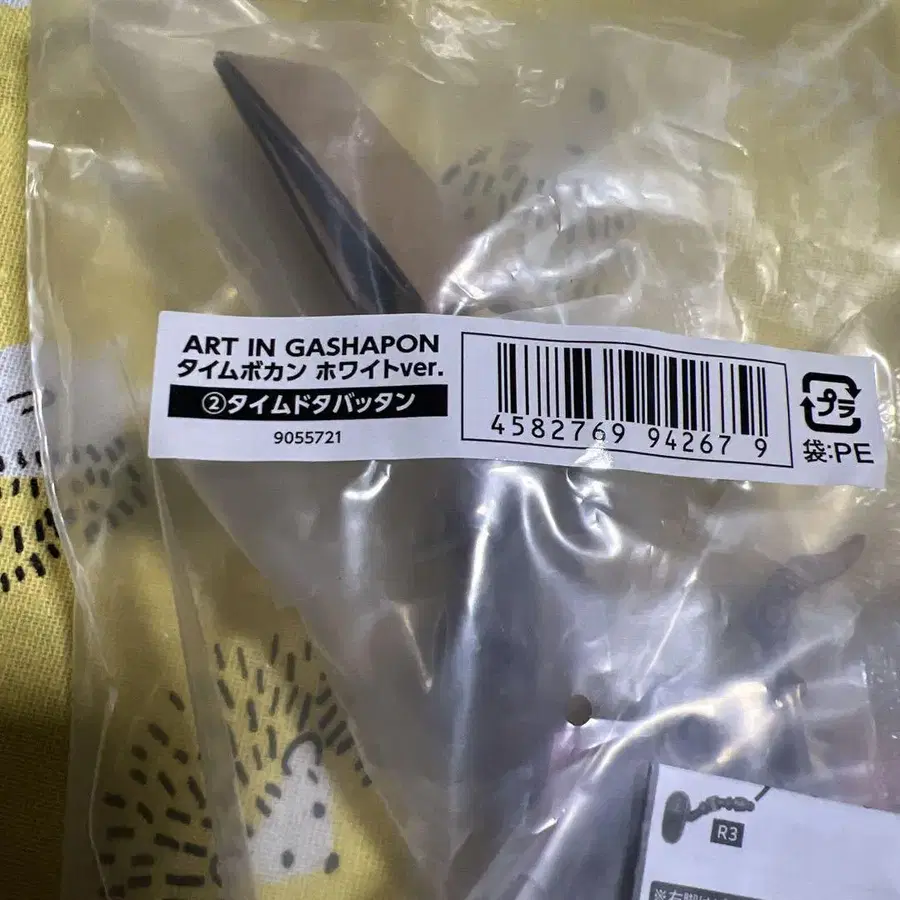 ART IN GASHAPON
タイムボカン ホワイトver.
②タイムドタバッタン
9055721
4582769 94267 9
プラ
袋:PE
R3